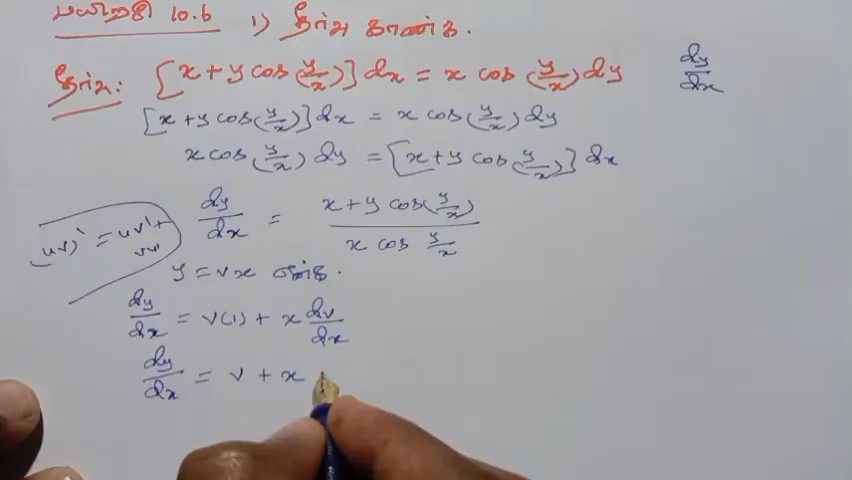 பயிற்சி 10.6 1) தீர்வு காண்க.
தீர்வு: [x + y cos(y/x)] dx = x cos(y/x) dy
dy/dx
[x + y cos(y/x)] dx = x cos(y/x) dy
x cos(y/x) dy = [x + y cos(y/x)] dx
(uv)' = uv' + vu'
dy/dx = x + y cos(y/x) / x cos y/x
y = vx என்க.
dy/dx = v(1) + x dv/dx
dy/dx = v + x